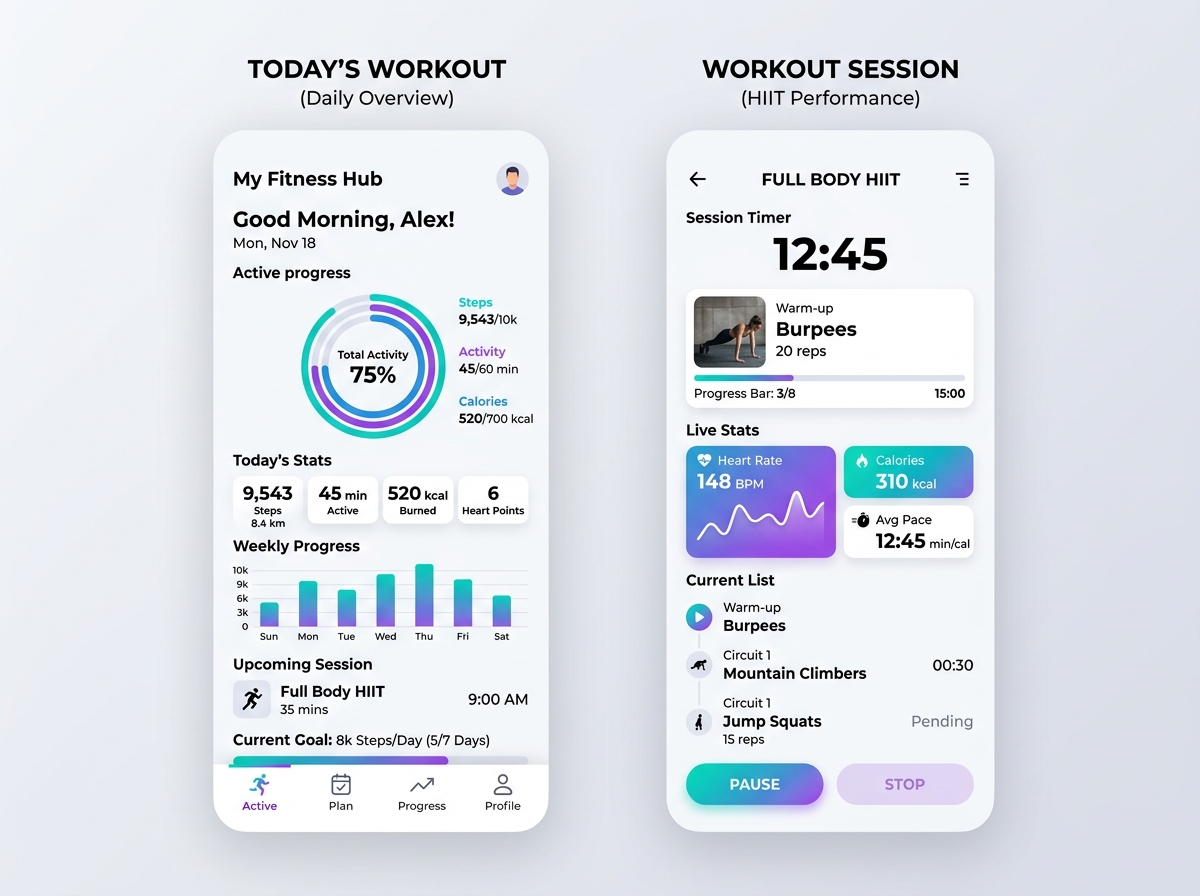 TODAY’S WORKOUT
(Daily Overview)
My Fitness Hub
Good Morning, Alex!
Mon, Nov 18
Active progress
Total Activity
75%
Steps
9,543/10k
Activity
45/60 min
Calories
520/700 kcal
Today’s Stats
9,543
Steps
8.4 km
45 min
Active
520 kcal
Burned
6
Heart Points
Weekly Progress
10k
9k
6k
3k
0
Sun Mon Tue Wed Thu Fri Sat
Upcoming Session
Full Body HIIT
35 mins
9:00 AM
Current Goal: 8k Steps/Day (5/7 Days)
Active Plan Progress Profile
WORKOUT SESSION
(HIIT Performance)
FULL BODY HIIT
Session Timer
12:45
Warm-up
Burpees
20 reps
Progress Bar: 3/8 15:00
Live Stats
Heart Rate
148 BPM
Calories
310 kcal
Avg Pace
12:45 min/cal
Current List
Warm-up
Burpees
Circuit 1
Mountain Climbers
00:30
Circuit 1
Jump Squats
15 reps
Pending
PAUSE STOP